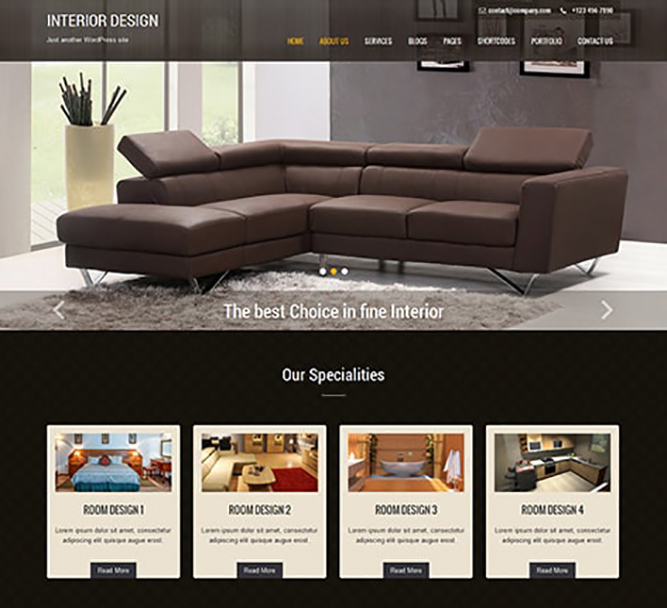 contact@company.com +123 456 7890
INTERIOR DESIGN
Just another WordPress site
HOME ABOUT US SERVICES BLOGS PAGES SHORTCODES PORTFOLIO CONTACT US
The best Choice in fine Interior
Our Specialities
ROOM DESIGN 1
Lorem ipsum dolor sit amet, consectetur
adipiscing elit quisque augue erost.
Read More
ROOM DESIGN 2
Lorem ipsum dolor sit amet, consectetur
adipiscing elit quisque augue erost.
Read More
ROOM DESIGN 3
Lorem ipsum dolor sit amet, consectetur
adipiscing elit quisque augue erost.
Read More
ROOM DESIGN 4
Lorem ipsum dolor sit amet, consectetur
adipiscing elit quisque augue erost.
Read More